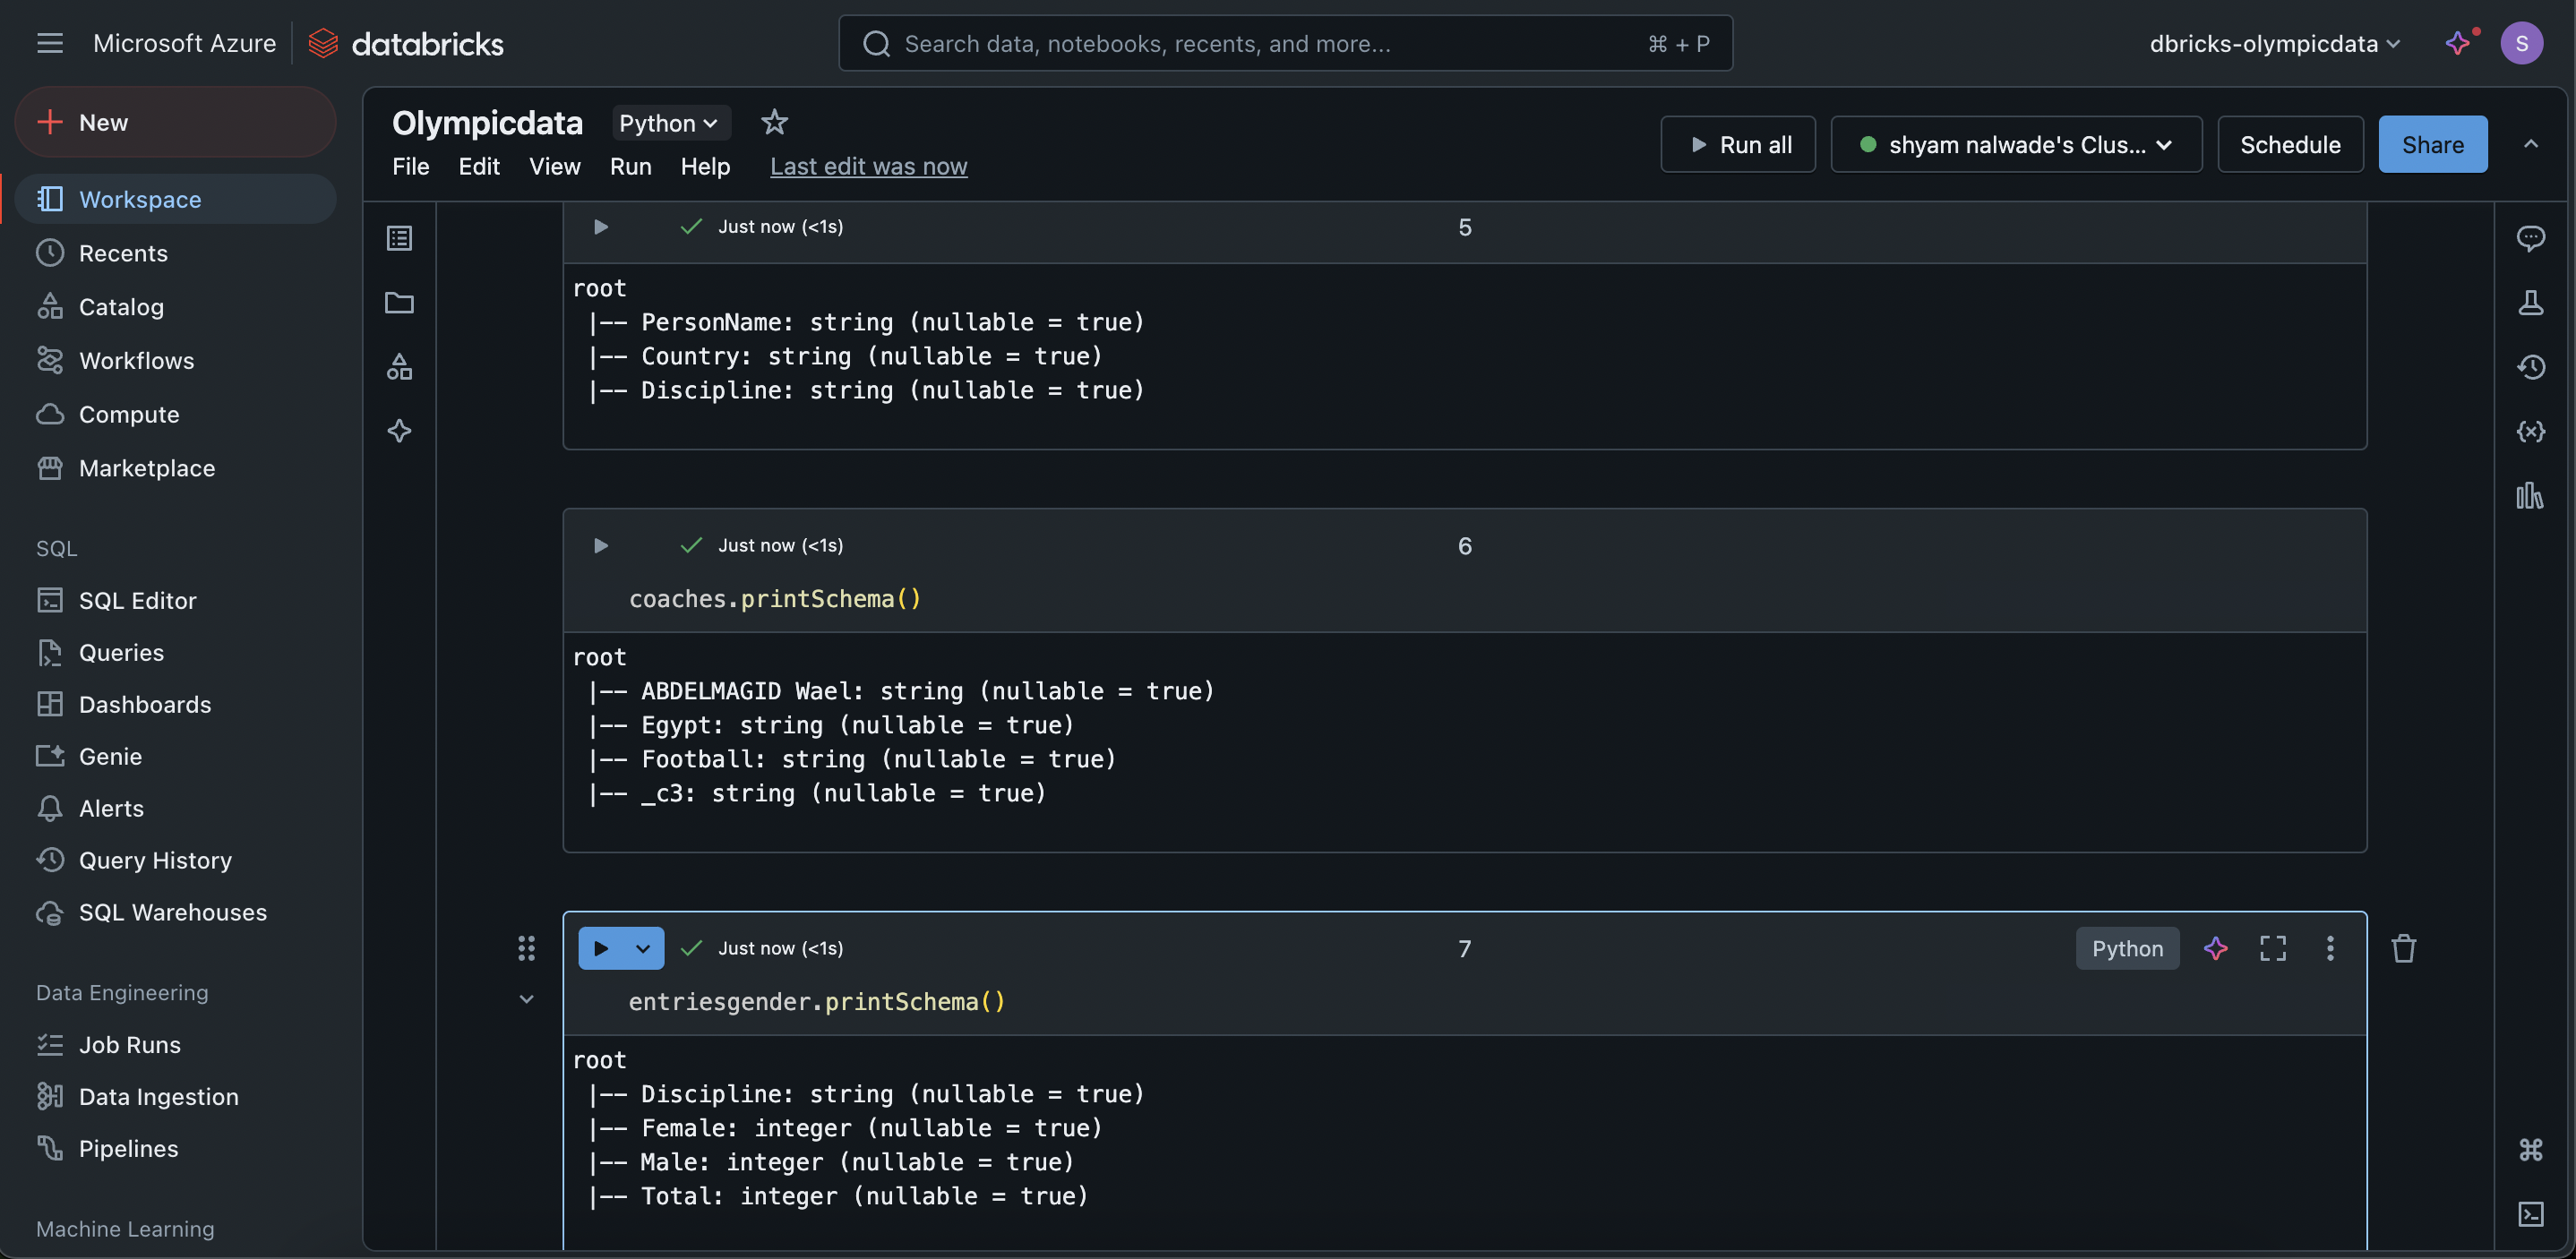 Microsoft Azure
databricks
Search data, notebooks, recents, and more...
⌘ + P
dbricks-olympicdata
S
New
Workspace
Recents
Catalog
Workflows
Compute
Marketplace
SQL
SQL Editor
Queries
Dashboards
Genie
Alerts
Query History
SQL Warehouses
Data Engineering
Job Runs
Data Ingestion
Pipelines
Machine Learning
Olympicdata
Python
File Edit View Run Help Last edit was now
Run all
shyam nalwade's Clus...
Schedule
Share
Just now (<1s)
5
root
|-- PersonName: string (nullable = true)
|-- Country: string (nullable = true)
|-- Discipline: string (nullable = true)
Just now (<1s)
6
coaches.printSchema()
root
|-- ABDELMAGID Wael: string (nullable = true)
|-- Egypt: string (nullable = true)
|-- Football: string (nullable = true)
|-- _c3: string (nullable = true)
Just now (<1s)
7
Python
entriesgender.printSchema()
root
|-- Discipline: string (nullable = true)
|-- Female: integer (nullable = true)
|-- Male: integer (nullable = true)
|-- Total: integer (nullable = true)